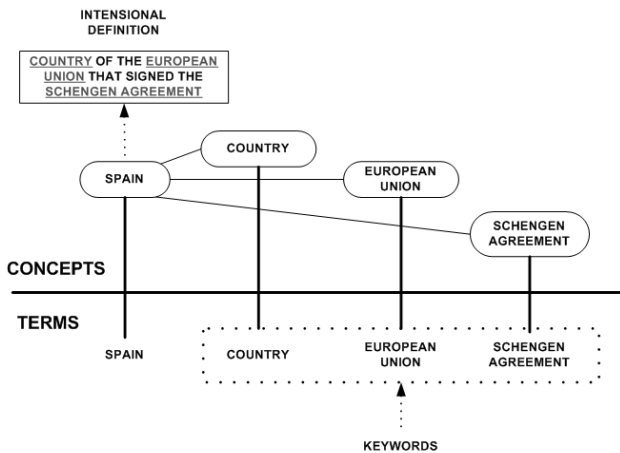 INTENSIONAL
DEFINITION
COUNTRY OF THE EUROPEAN
UNION THAT SIGNED THE
SCHENGEN AGREEMENT
COUNTRY
SPAIN
EUROPEAN
UNION
SCHENGEN
AGREEMENT
CONCEPTS
TERMS
SPAIN
COUNTRY
EUROPEAN
UNION
SCHENGEN
AGREEMENT
KEYWORDS